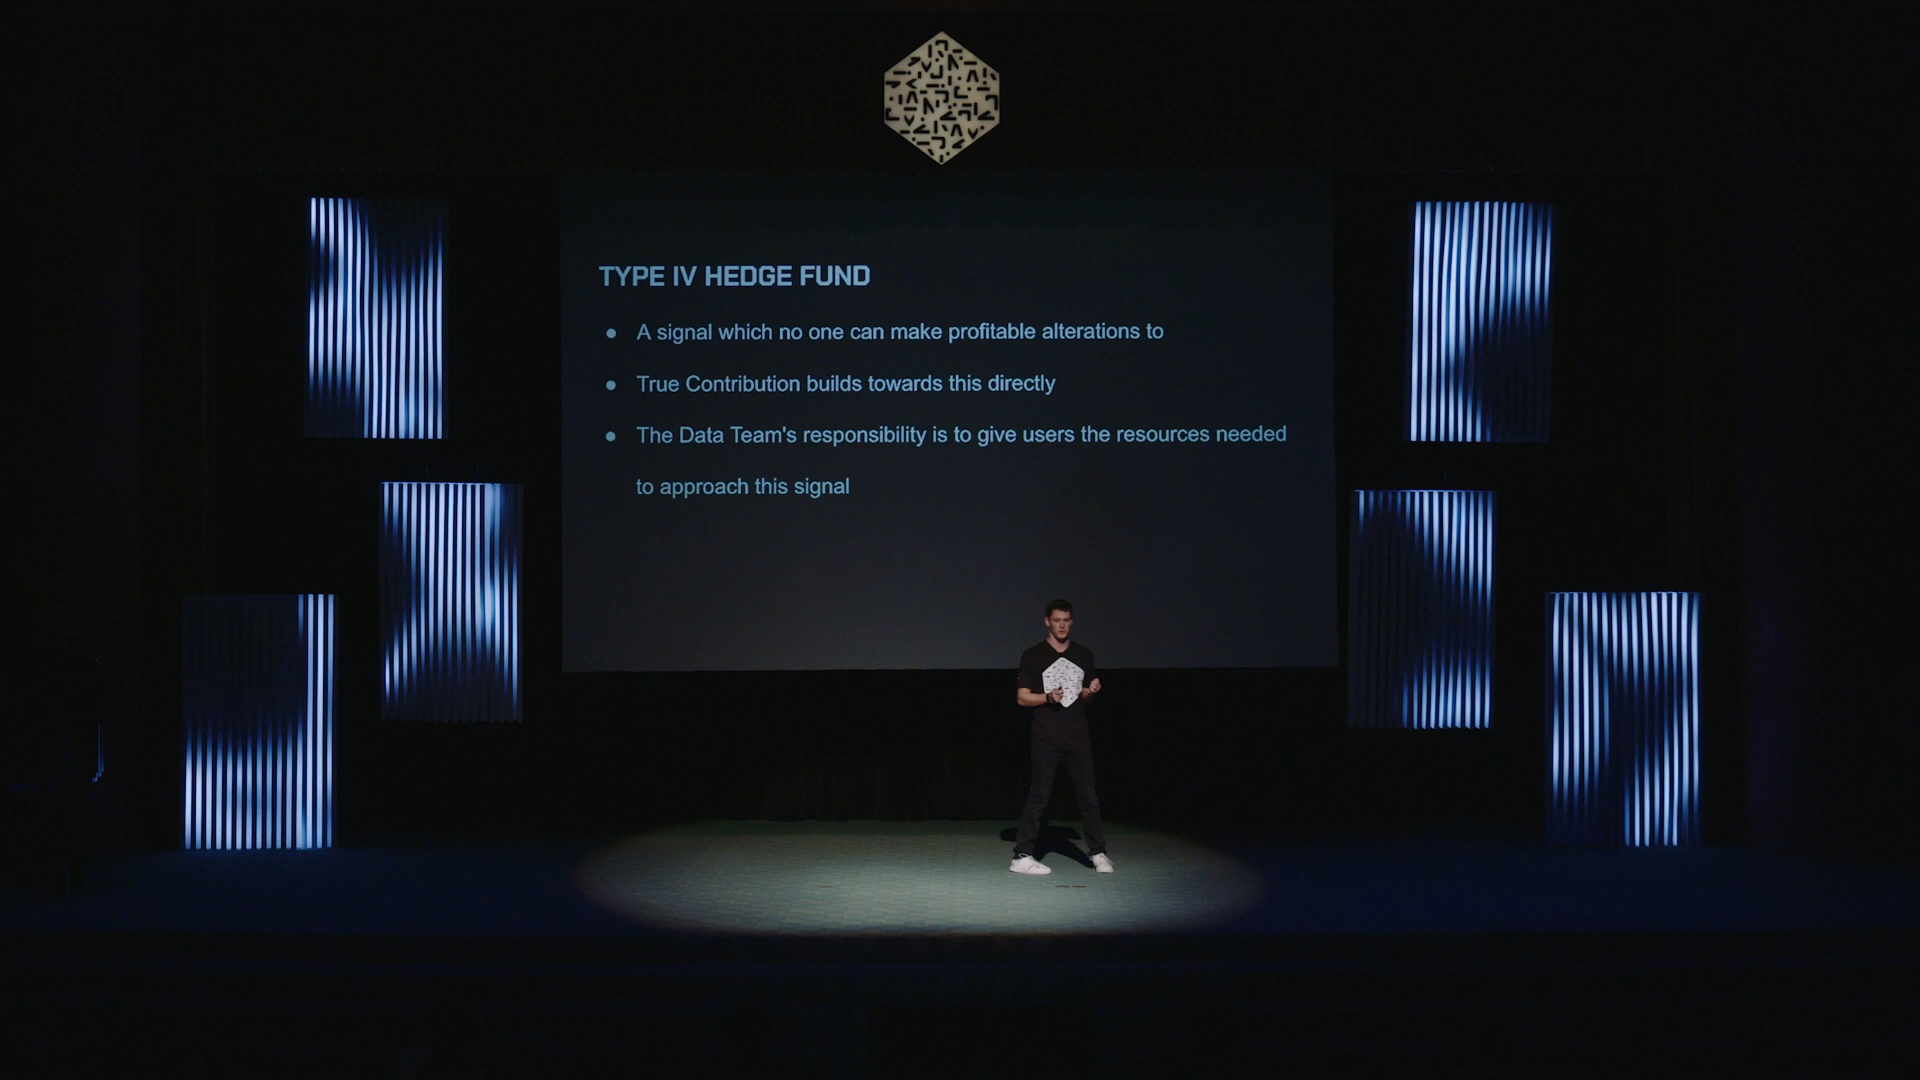 TYPE IV HEDGE FUND
● A signal which no one can make profitable alterations to
● True Contribution builds towards this directly
● The Data Team's responsibility is to give users the resources needed
to approach this signal